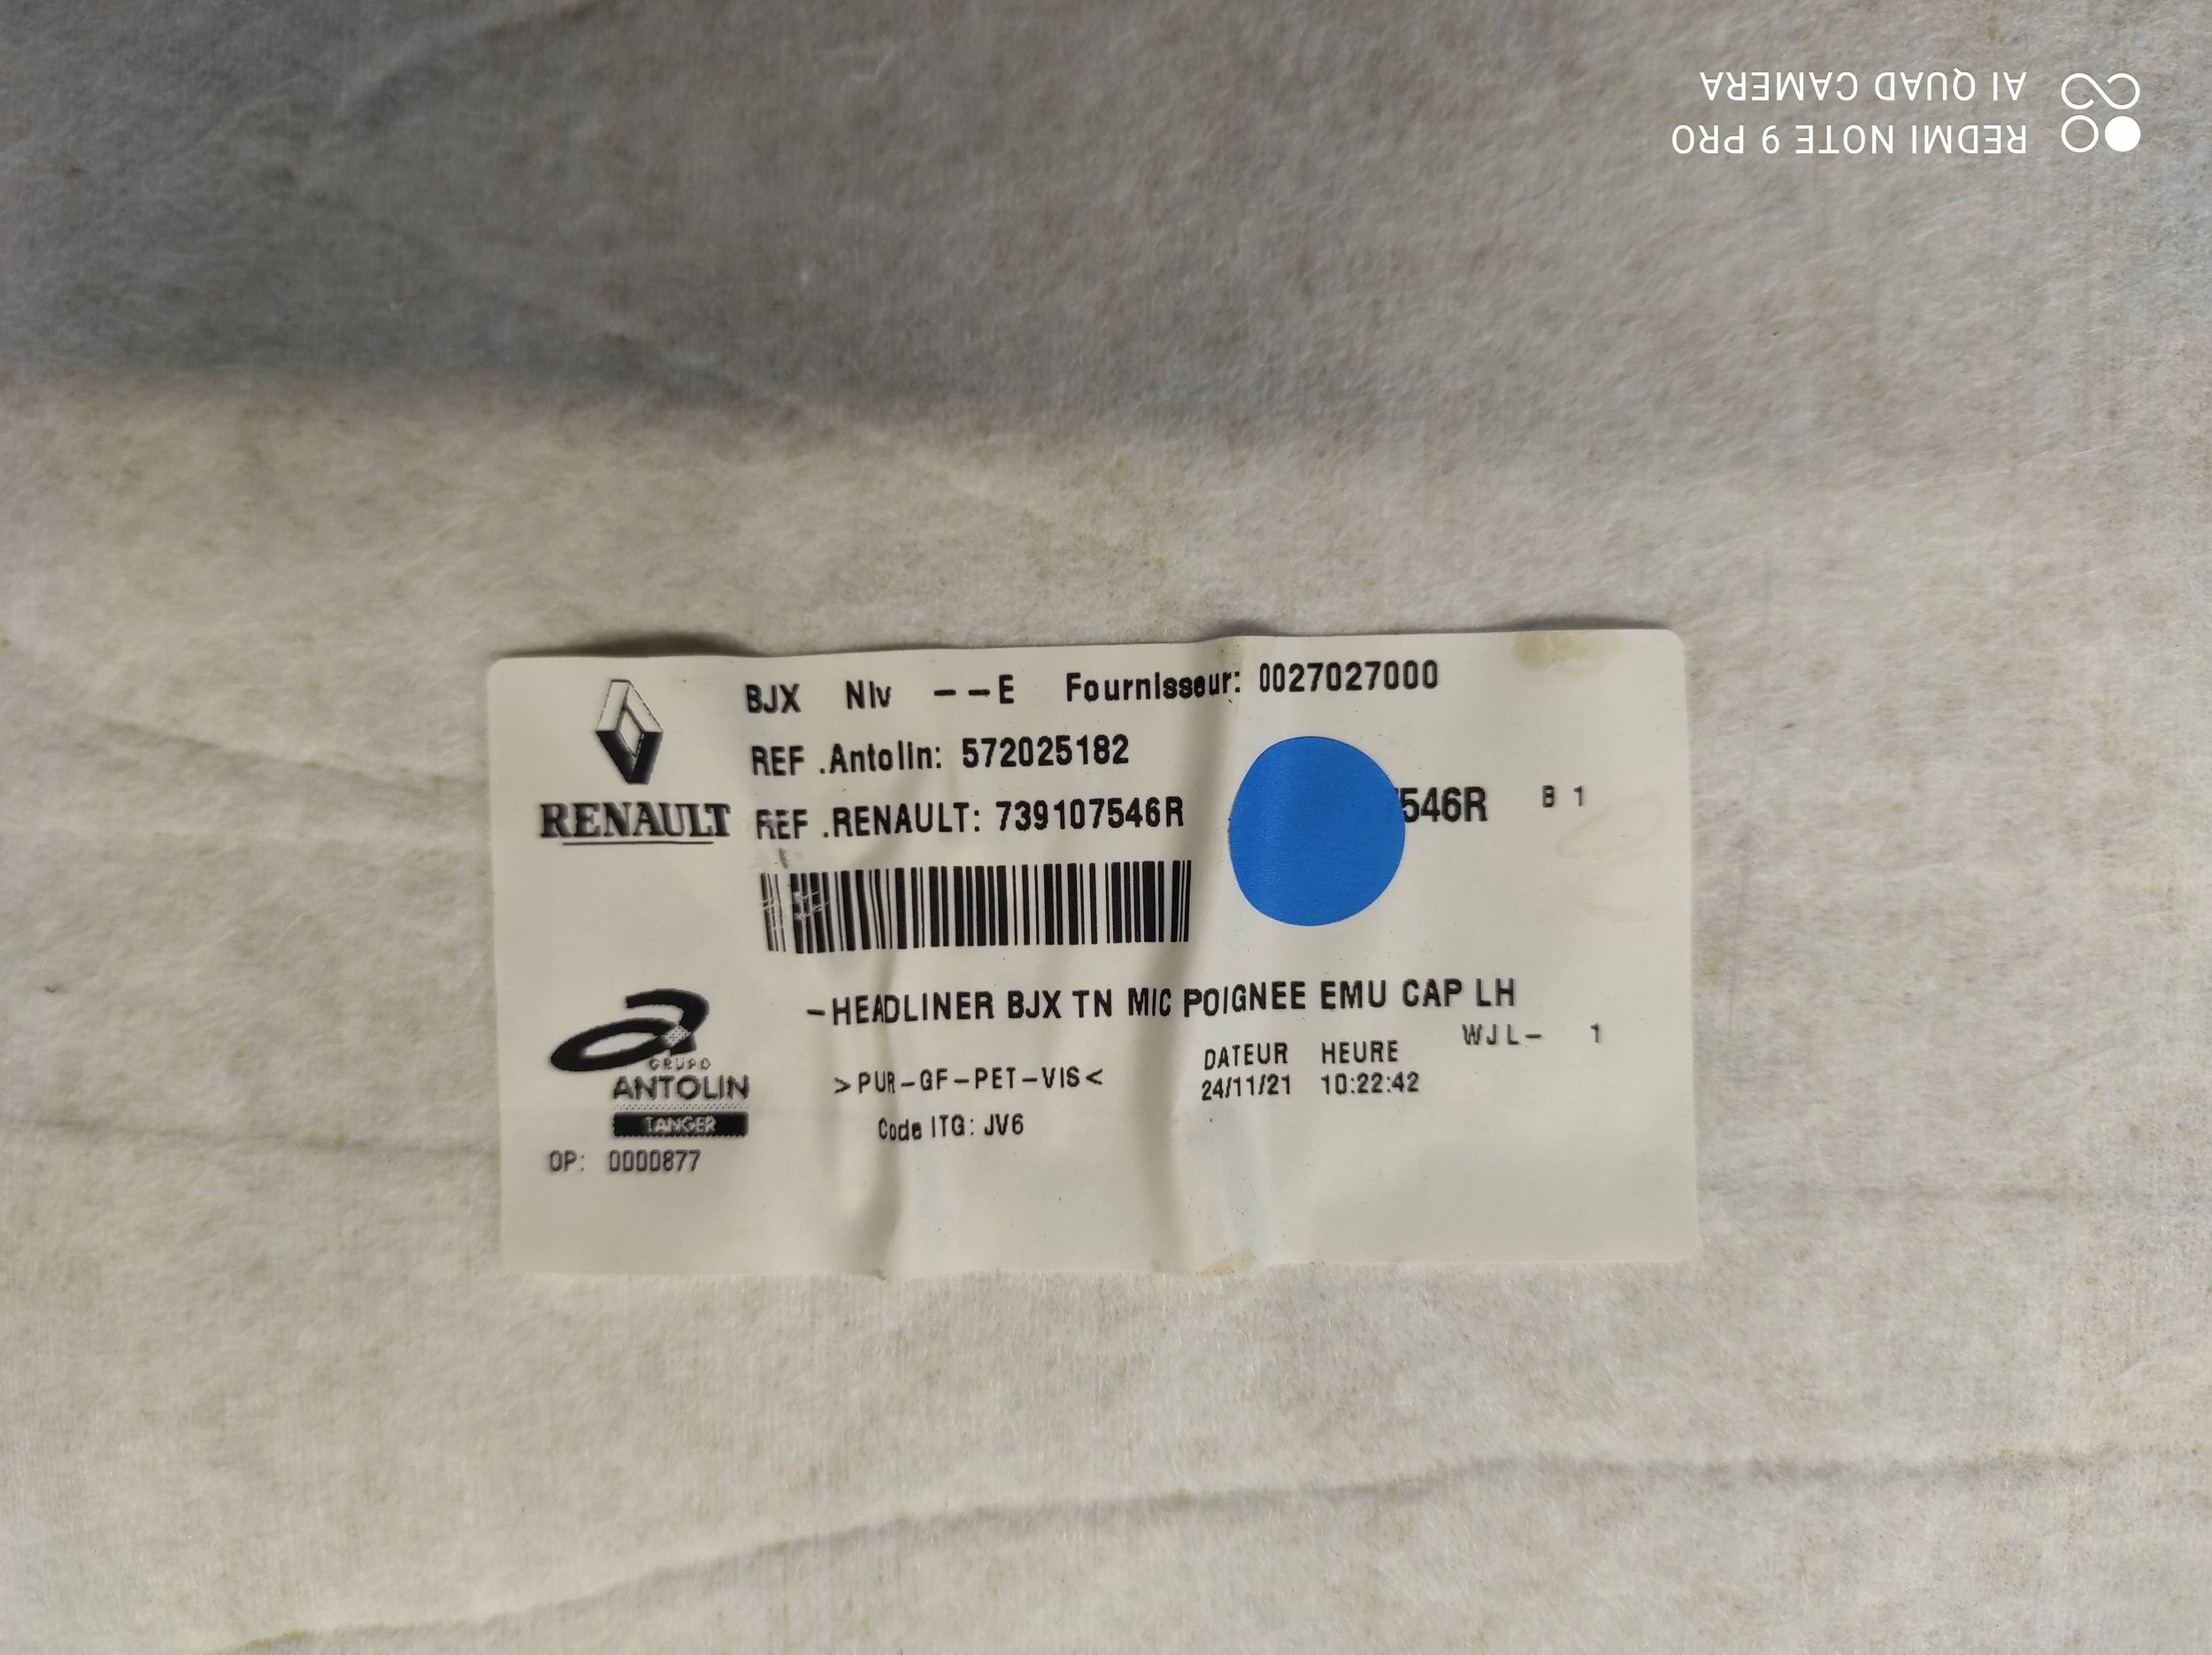 BJX NIv --E Fournisseur: 0027027000
REF .Antolin: 572025182
RENAULT REF .RENAULT: 739107546R 546R B 1
-HEADLINER BJX TN MIC POIGNEE EMU CAP LH
WJL- 1
GRUPO
ANTOLIN
TANGER
>PUR-GF-PET-VIS<
DATEUR HEURE
24/11/21 10:22:42
Code ITG: JV6
OP: 0000877
REDMI NOTE 9 PRO
AI QUAD CAMERA